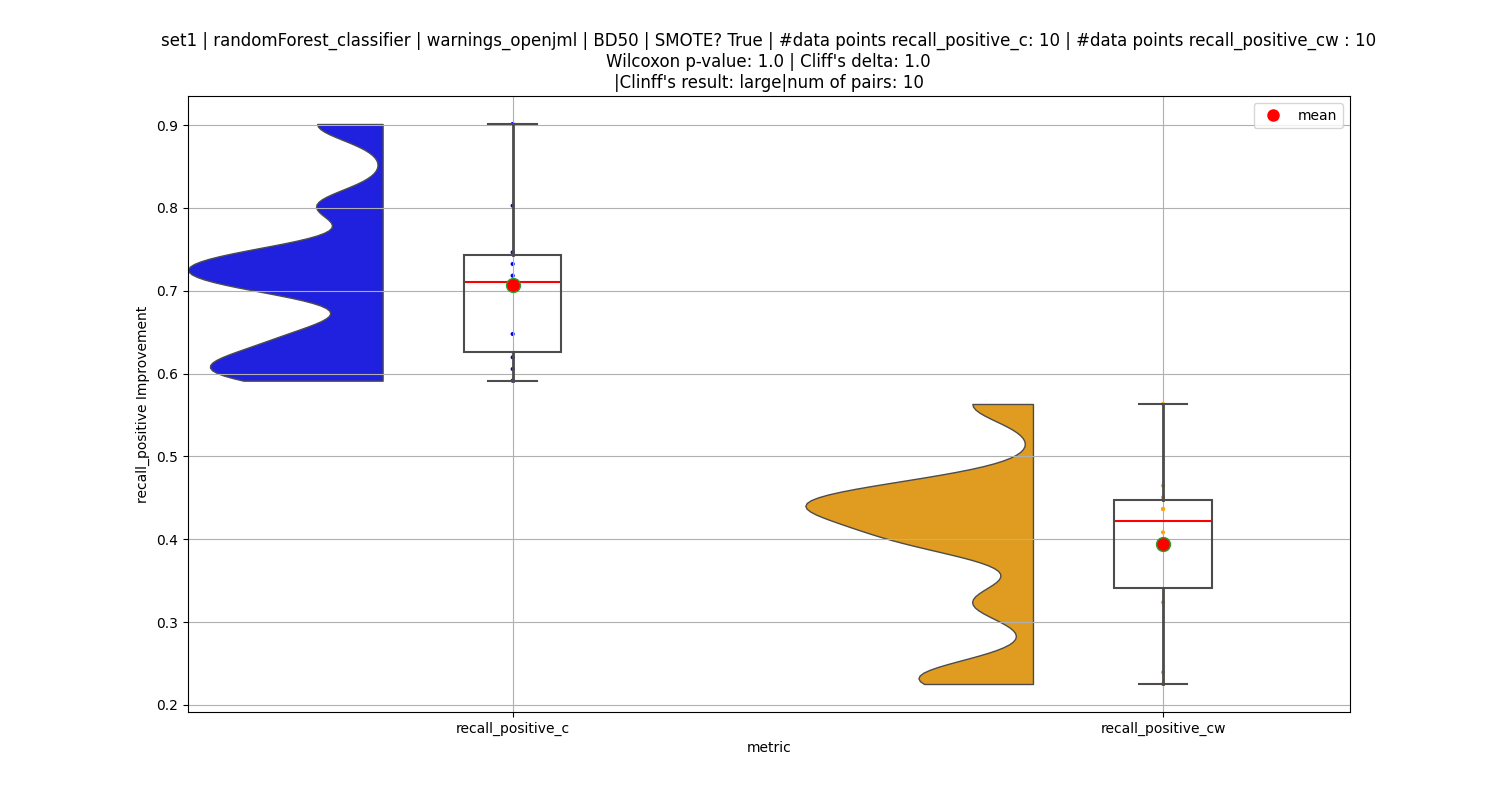 set1 | randomForest_classifier | warnings_openjml | BD50 | SMOTE? True | #data points recall_positive_c: 10 | #data points recall_positive_cw : 10
Wilcoxon p-value: 1.0 | Cliff's delta: 1.0
|Clinff's result: large|num of pairs: 10
mean
recall_positive Improvement
0.9
0.8
0.7
0.6
0.5
0.4
0.3
0.2
recall_positive_c
recall_positive_cw
metric